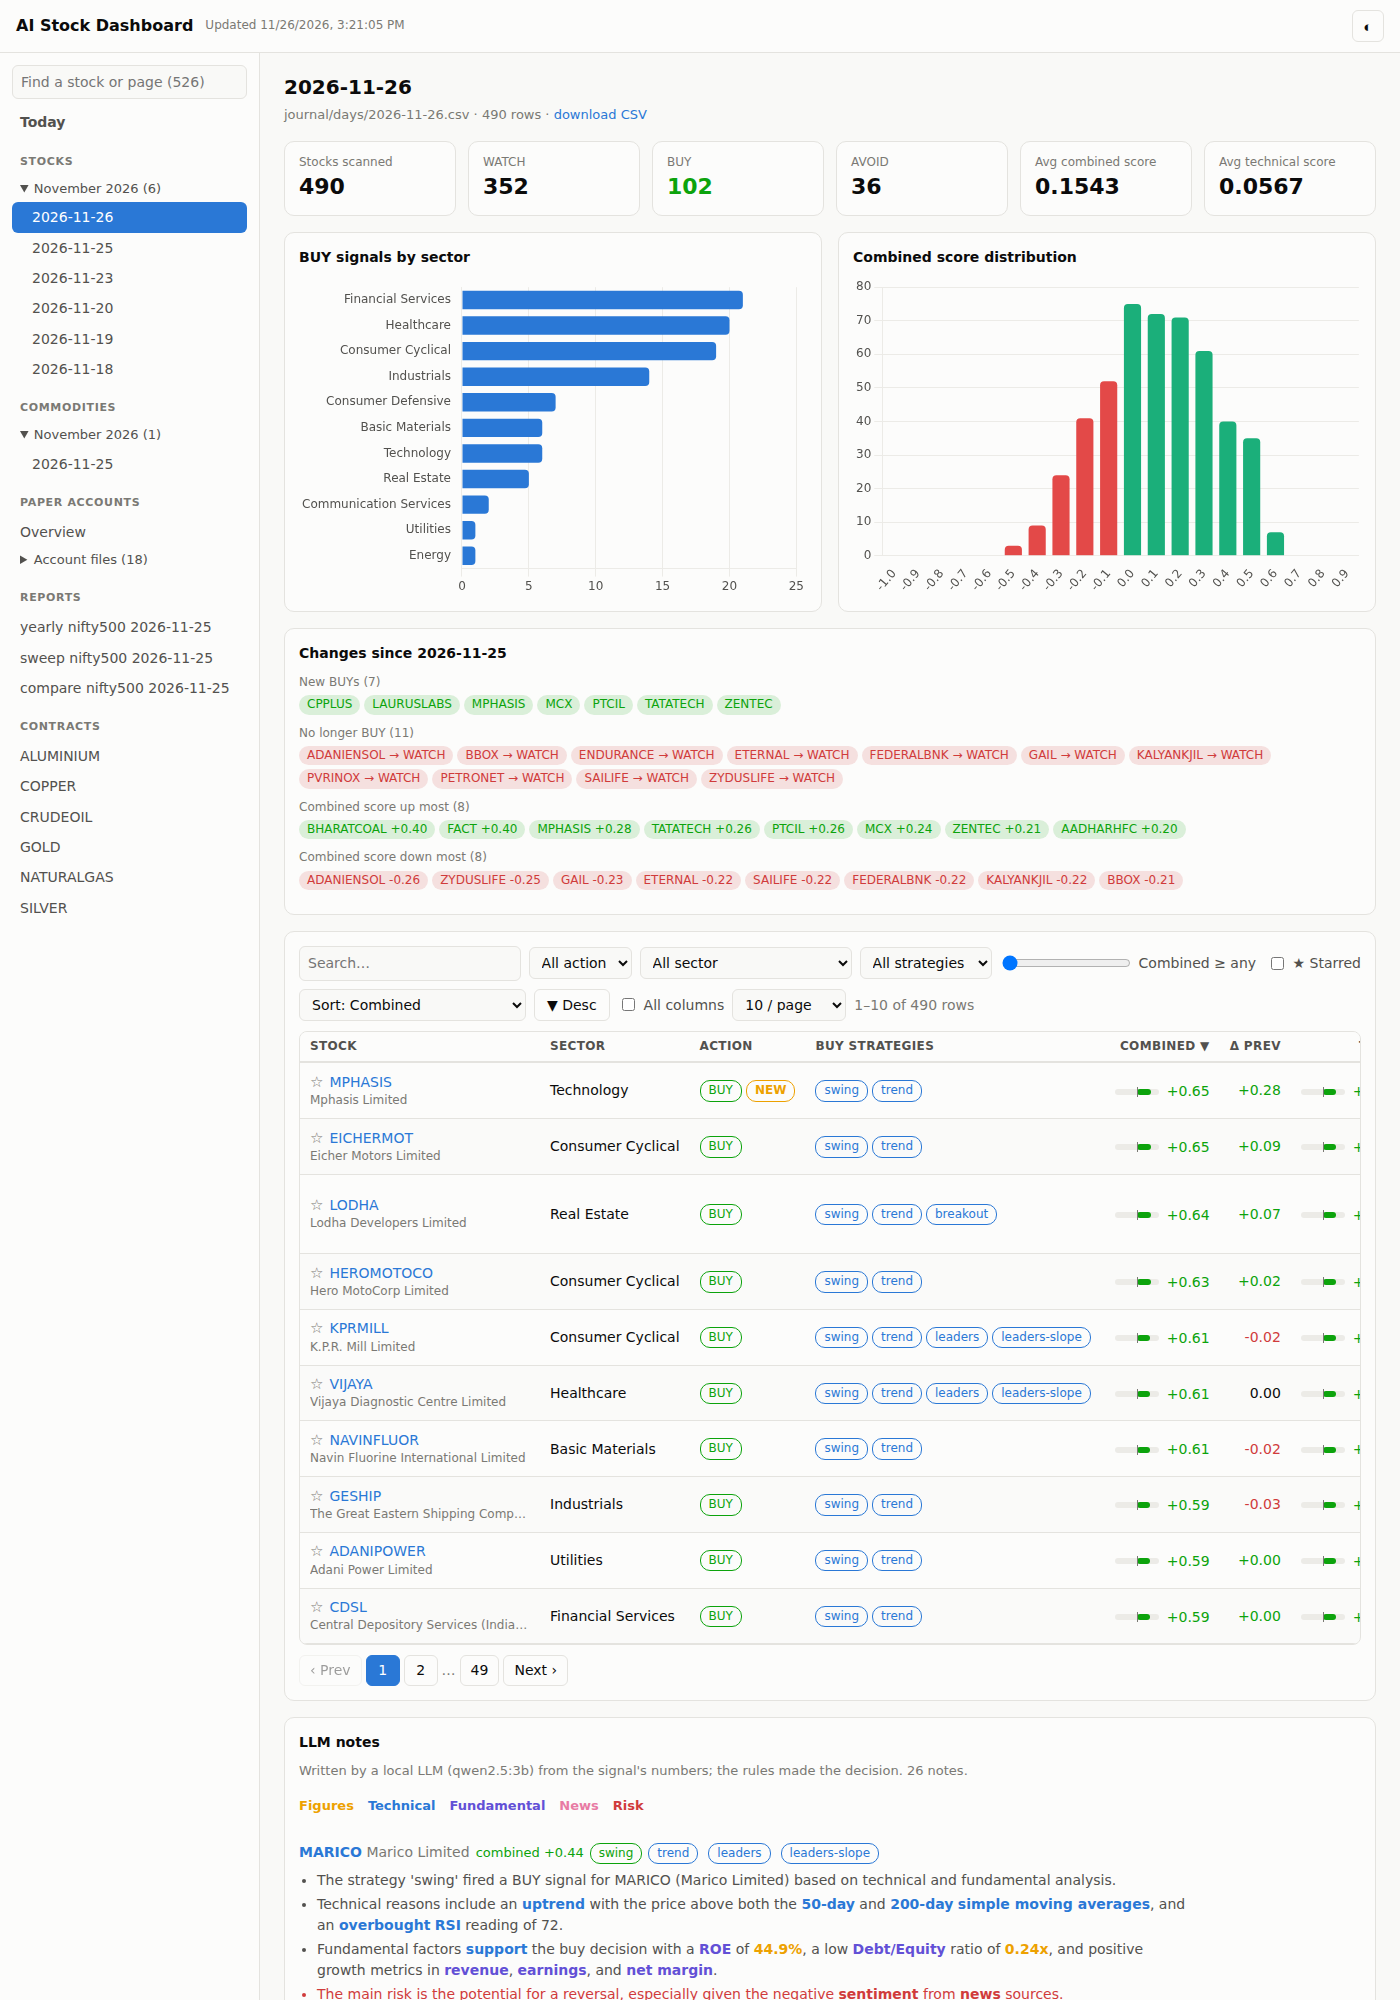 AI Stock Dashboard Updated 11/26/2026, 3:21:05 PM
Find a stock or page (526)
Today
STOCKS
▼ November 2026 (6)
2026-11-26
2026-11-25
2026-11-23
2026-11-20
2026-11-19
2026-11-18
COMMODITIES
▼ November 2026 (1)
2026-11-25
PAPER ACCOUNTS
Overview
▶ Account files (18)
REPORTS
yearly nifty500 2026-11-25
sweep nifty500 2026-11-25
compare nifty500 2026-11-25
CONTRACTS
ALUMINIUM
COPPER
CRUDEOIL
GOLD
NATURALGAS
SILVER
2026-11-26
journal/days/2026-11-26.csv · 490 rows · download CSV
Stocks scanned
490
WATCH
352
BUY
102
AVOID
36
Avg combined score
0.1543
Avg technical score
0.0567
BUY signals by sector
Financial Services
Healthcare
Consumer Cyclical
Industrials
Consumer Defensive
Basic Materials
Technology
Real Estate
Communication Services
Utilities
Energy
0 5 10 15 20 25
Combined score distribution
80
70
60
50
40
30
20
10
0
-1.0 -0.9 -0.8 -0.7 -0.6 -0.5 -0.4 -0.3 -0.2 -0.1 0.0 0.1 0.2 0.3 0.4 0.5 0.6 0.7 0.8 0.9
Changes since 2026-11-25
New BUYs (7)
CPPLUS LAURUSLABS MPHASIS MCX PTCIL TATATECH ZENTEC
No longer BUY (11)
ADANIENSOL → WATCH BBOX → WATCH ENDURANCE → WATCH ETERNAL → WATCH FEDERALBNK → WATCH GAIL → WATCH KALYANKJIL → WATCH
PVRINOX → WATCH PETRONET → WATCH SAILIFE → WATCH ZYDUSLIFE → WATCH
Combined score up most (8)
BHARATCOAL +0.40 FACT +0.40 MPHASIS +0.28 TATATECH +0.26 PTCIL +0.26 MCX +0.24 ZENTEC +0.21 AADHARHFC +0.20
Combined score down most (8)
ADANIENSOL -0.26 ZYDUSLIFE -0.25 GAIL -0.23 ETERNAL -0.22 SAILIFE -0.22 FEDERALBNK -0.22 KALYANKJIL -0.22 BBOX -0.21
Search... All action All sector All strategies Combined ≥ any ★ Starred
Sort: Combined ▼ Desc All columns 10 / page 1–10 of 490 rows
STOCK SECTOR ACTION BUY STRATEGIES COMBINED ▼ Δ PREV
☆ MPHASIS
Mphasis Limited
Technology BUY NEW swing trend +0.65 +0.28
☆ EICHERMOT
Eicher Motors Limited
Consumer Cyclical BUY swing trend +0.65 +0.09
☆ LODHA
Lodha Developers Limited
Real Estate BUY swing trend breakout +0.64 +0.07
☆ HEROMOTOCO
Hero MotoCorp Limited
Consumer Cyclical BUY swing trend +0.63 +0.02
☆ KPRMILL
K.P.R. Mill Limited
Consumer Cyclical BUY swing trend leaders leaders-slope +0.61 -0.02
☆ VIJAYA
Vijaya Diagnostic Centre Limited
Healthcare BUY swing trend leaders leaders-slope +0.61 0.00
☆ NAVINFLUOR
Navin Fluorine International Limited
Basic Materials BUY swing trend +0.61 -0.02
☆ GESHIP
The Great Eastern Shipping Comp...
Industrials BUY swing trend +0.59 -0.03
☆ ADANIPOWER
Adani Power Limited
Utilities BUY swing trend +0.59 +0.00
☆ CDSL
Central Depository Services (India...
Financial Services BUY swing trend +0.59 +0.00
‹ Prev 1 2 ... 49 Next ›
LLM notes
Written by a local LLM (qwen2.5:3b) from the signal's numbers; the rules made the decision. 26 notes.
Figures Technical Fundamental News Risk
MARICO Marico Limited combined +0.44 swing trend leaders leaders-slope
• The strategy 'swing' fired a BUY signal for MARICO (Marico Limited) based on technical and fundamental analysis.
• Technical reasons include an uptrend with the price above both the 50-day and 200-day simple moving averages, and
an overbought RSI reading of 72.
• Fundamental factors support the buy decision with a ROE of 44.9%, a low Debt/Equity ratio of 0.24x, and positive
growth metrics in revenue, earnings, and net margin.
• The main risk is the potential for a reversal, especially given the negative sentiment from news sources.